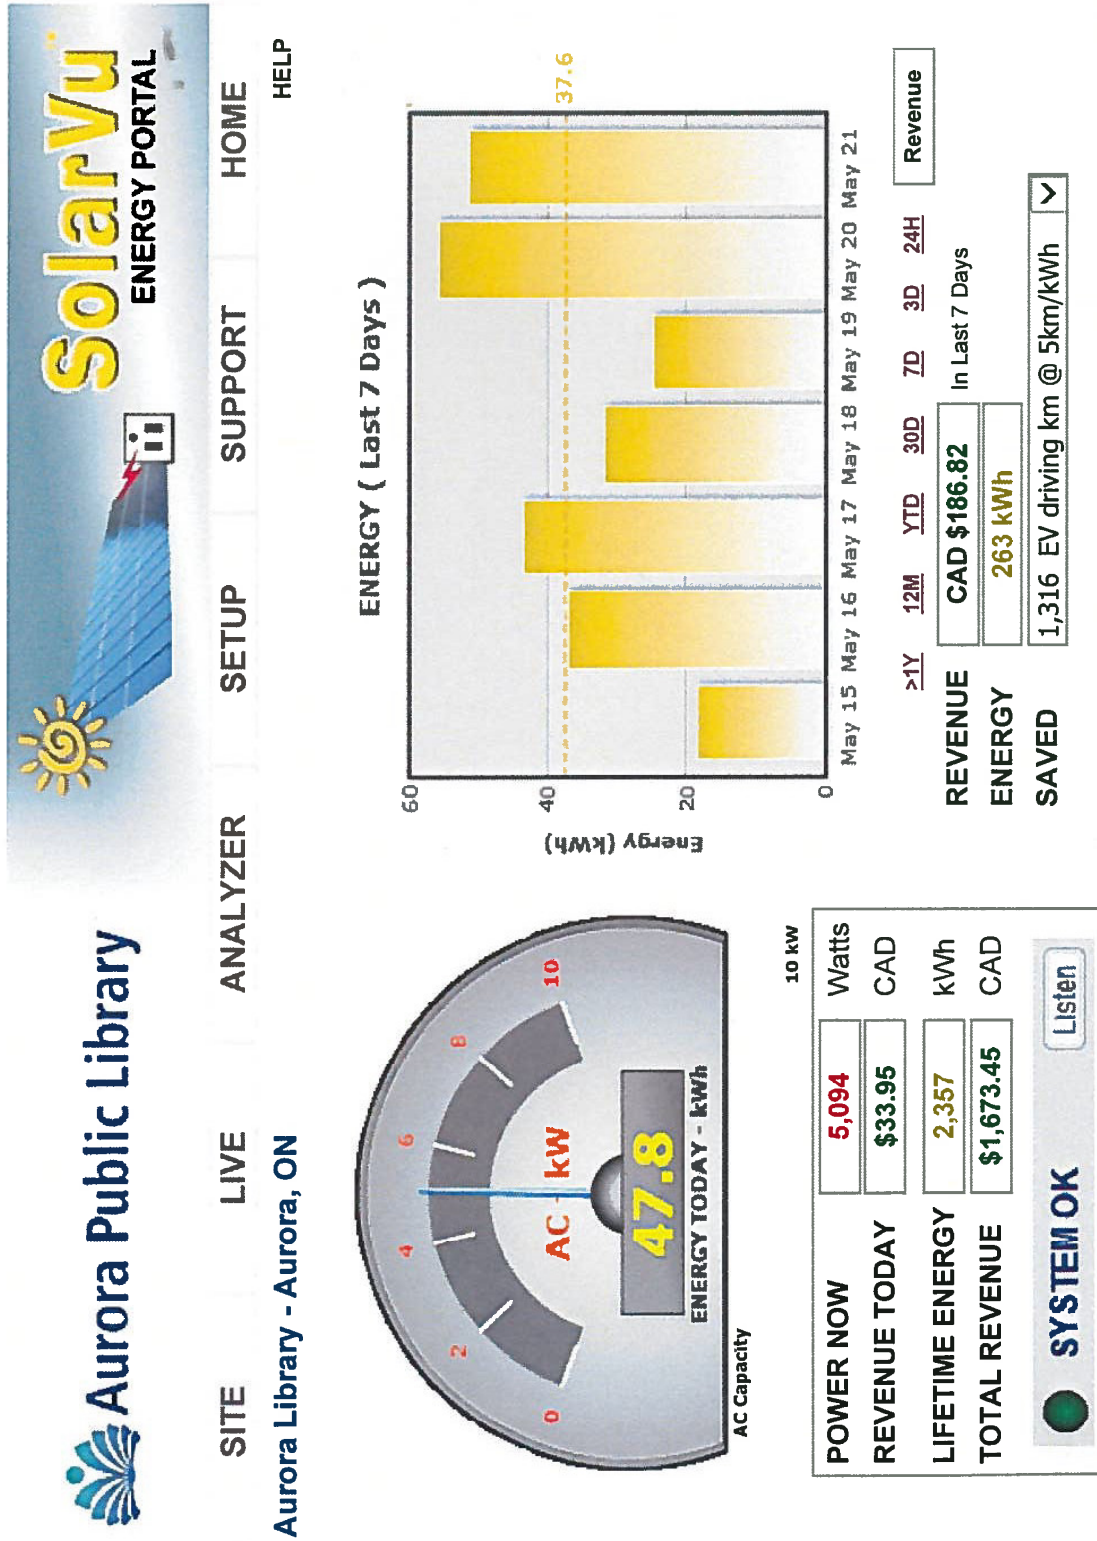 Aurora Public Library
SolarVu™
ENERGY PORTAL
SITE LIVE ANALYZER SETUP SUPPORT HOME
HELP
Aurora Library - Aurora, ON
0 2 4 6 8 10
AC - kW
47.8
ENERGY TODAY - kWh
AC Capacity 10 kW
POWER NOW 5,094 Watts
REVENUE TODAY $33.95 CAD
LIFETIME ENERGY 2,357 kWh
TOTAL REVENUE $1,673.45 CAD
SYSTEM OK Listen
ENERGY ( Last 7 Days )
Energy (kWh)
60
40
20
0
37.6
May 15 May 16 May 17 May 18 May 19 May 20 May 21
>1Y 12M YTD 30D 7D 3D 24H Revenue
REVENUE CAD $186.82 In Last 7 Days
ENERGY 263 kWh
SAVED 1,316 EV driving km @ 5km/kWh